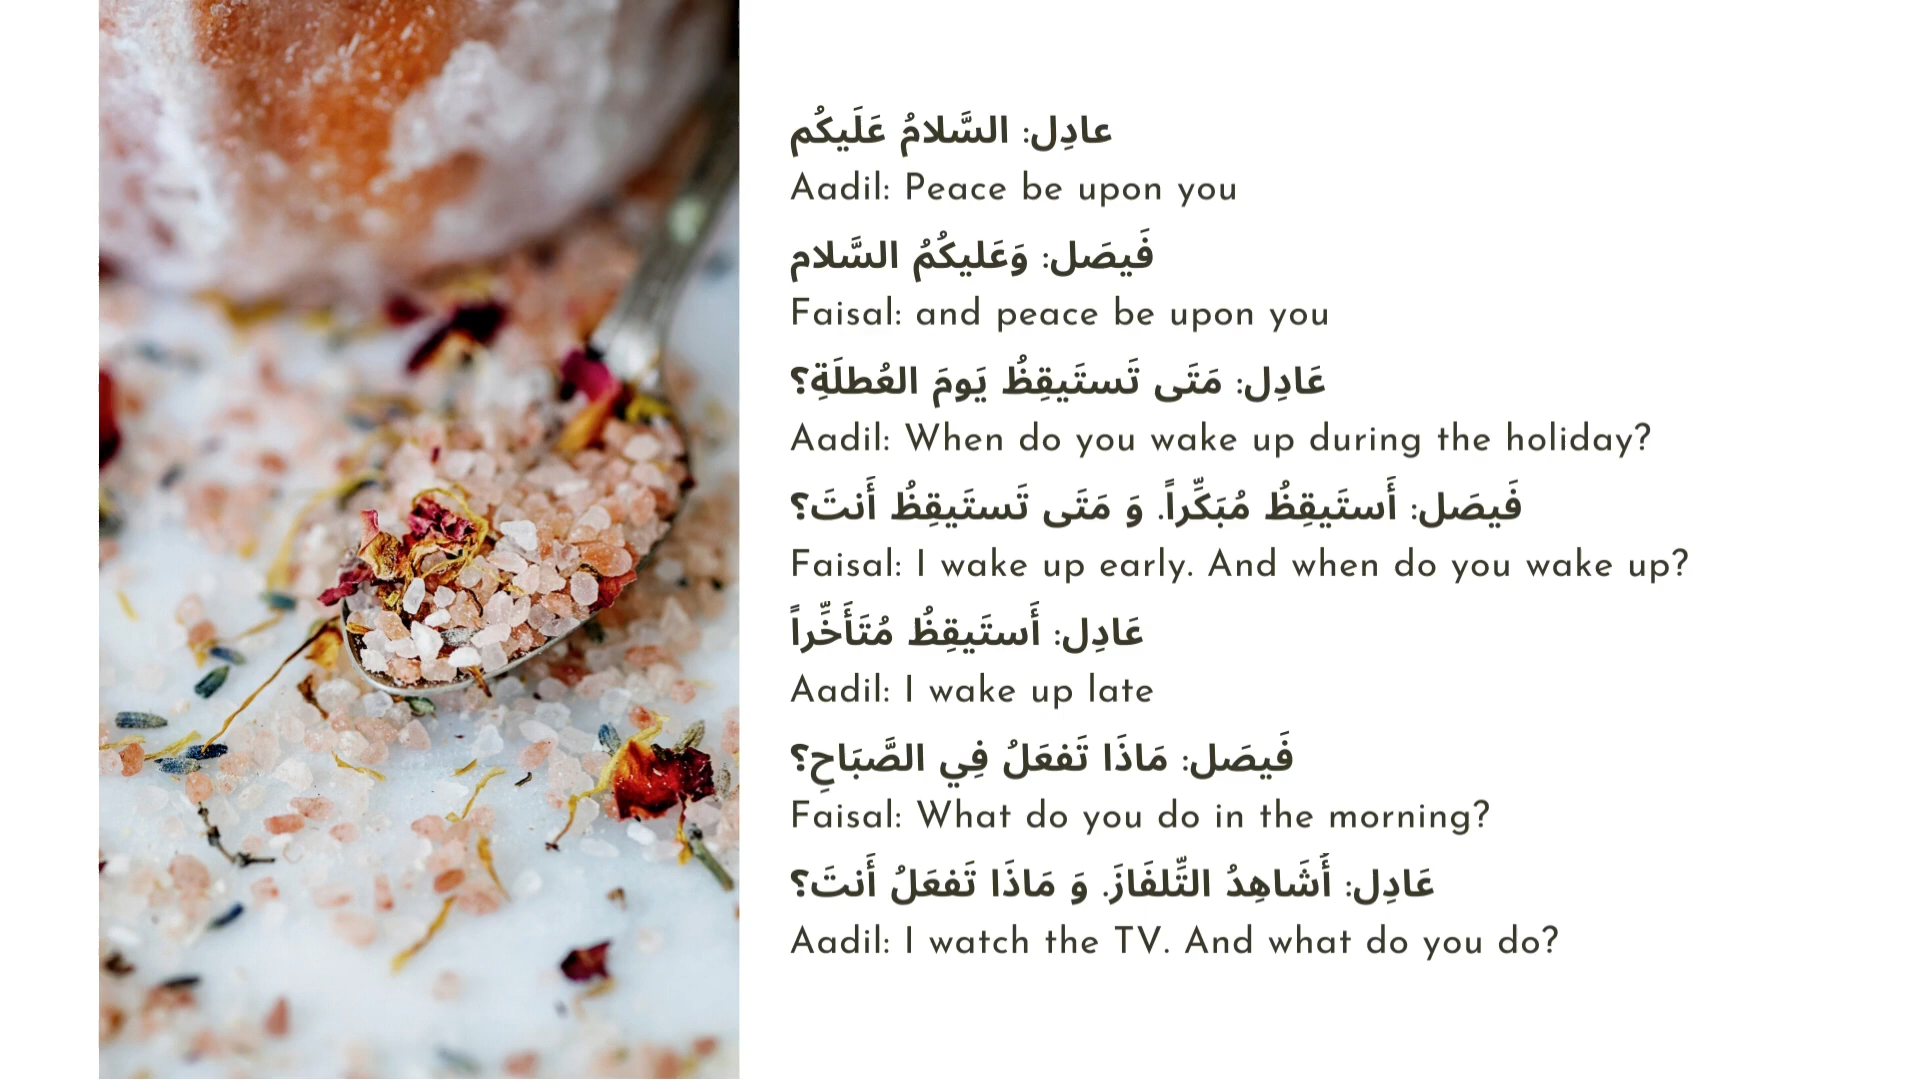 عادِل: السَّلامُ عَلَيكُم
Aadil: Peace be upon you
فَيصَل: وَعَليكُمُ السَّلام
Faisal: and peace be upon you
عَادِل: مَتَى تَستَيقِظُ يَومَ العُطلَةِ؟
Aadil: When do you wake up during the holiday?
فَيصَل: أَستَيقِظُ مُبَكِّراً. وَ مَتَى تَستَيقِظُ أَنتَ؟
Faisal: I wake up early. And when do you wake up?
عَادِل: أَستَيقِظُ مُتَأَخِّراً
Aadil: I wake up late
فَيصَل: مَاذَا تَفعَلُ فِي الصَّبَاحِ؟
Faisal: What do you do in the morning?
عَادِل: أَُشَاهِدُ التِّلفَازَ. وَ مَاذَا تَفعَلُ أَنتَ؟
Aadil: I watch the TV. And what do you do?